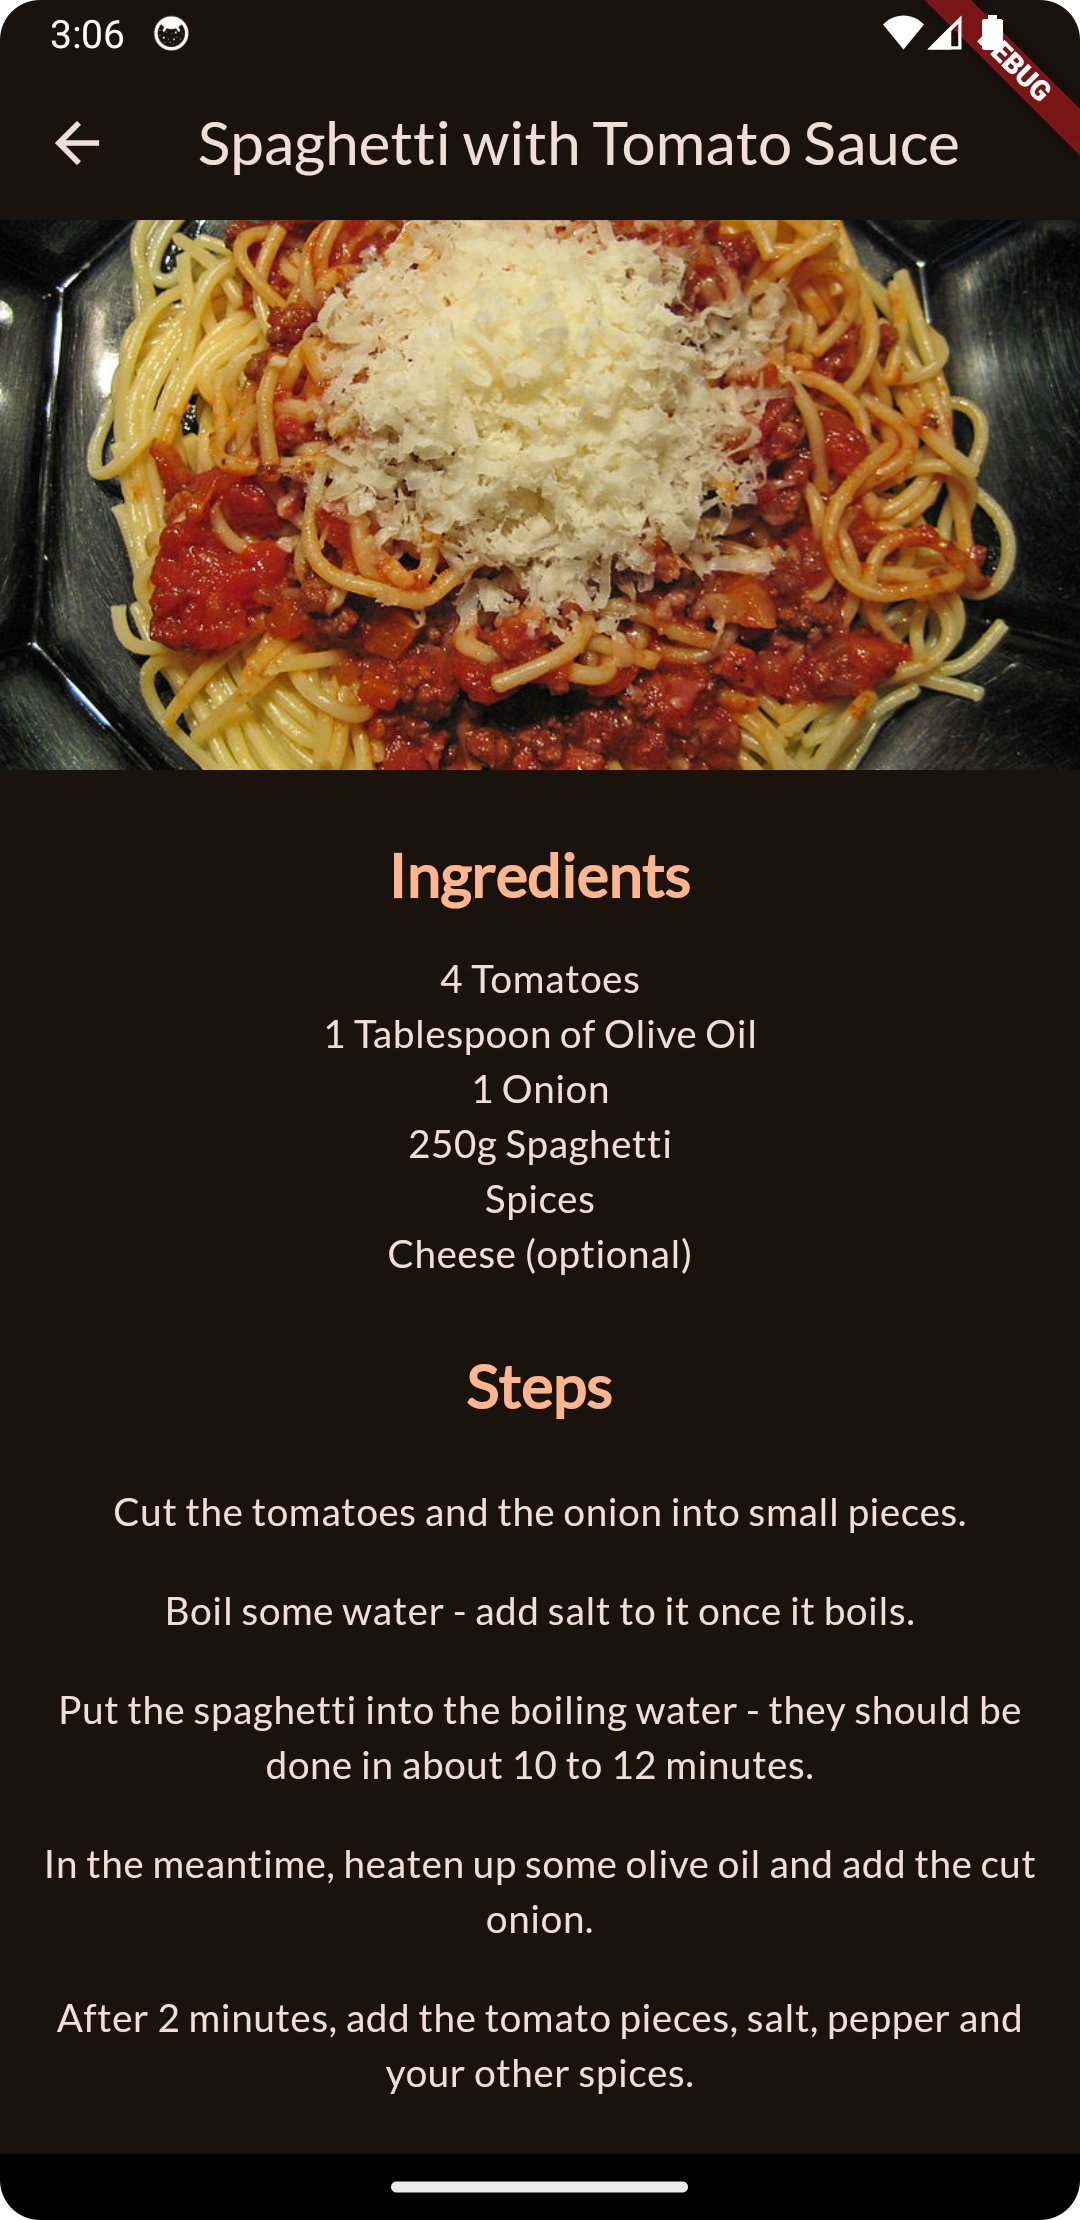 3:06
DEBUG
Spaghetti with Tomato Sauce
Ingredients
4 Tomatoes
1 Tablespoon of Olive Oil
1 Onion
250g Spaghetti
Spices
Cheese (optional)
Steps
Cut the tomatoes and the onion into small pieces.
Boil some water - add salt to it once it boils.
Put the spaghetti into the boiling water - they should be
done in about 10 to 12 minutes.
In the meantime, heaten up some olive oil and add the cut
onion.
After 2 minutes, add the tomato pieces, salt, pepper and
your other spices.